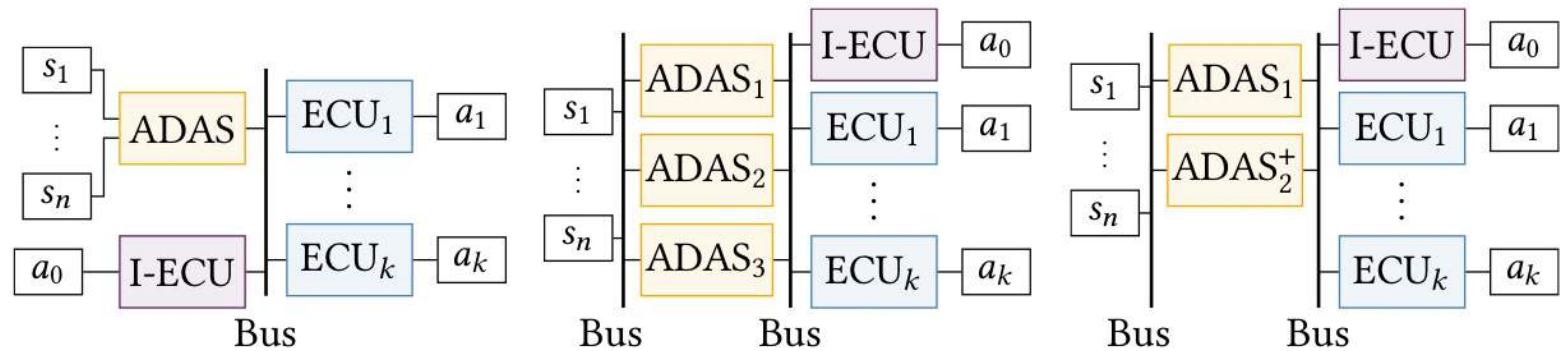 s₁
⋮
sₙ
a₀
ADAS
I-ECU
ECU₁
⋮
ECUₖ
a₁
aₖ
Bus
s₁
⋮
sₙ
ADAS₁
ADAS₂
ADAS₃
I-ECU
ECU₁
⋮
ECUₖ
a₀
a₁
aₖ
Bus
Bus
s₁
⋮
sₙ
ADAS₁
ADAS₂⁺
I-ECU
ECU₁
⋮
ECUₖ
a₀
a₁
aₖ
Bus
Bus